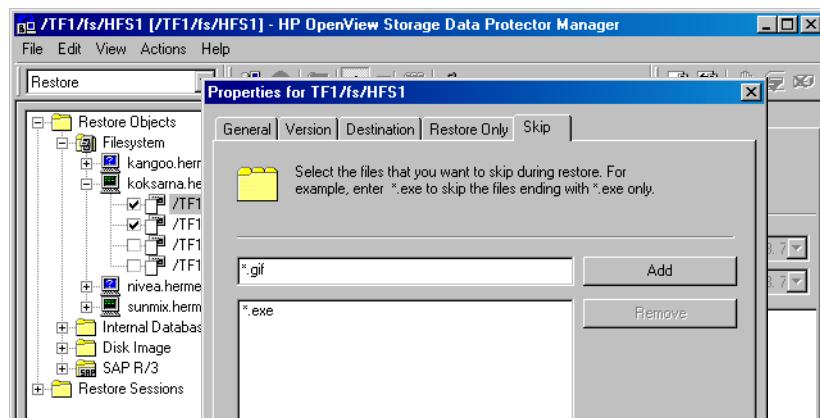 /TF1/fs/HFS1 [/TF1/fs/HFS1] - HP OpenView Storage Data Protector Manager
File Edit View Actions Help
Restore
Properties for TF1/fs/HFS1
General Version Destination Restore Only Skip
Select the files that you want to skip during restore. For
example, enter *.exe to skip the files ending with *.exe only.
*.gif
Add
*.exe
Remove
Restore Objects
Filesystem
kangoo.herr
koksarna.he
/TF1
/TF1
/TF1
/TF1
nivea.herme
sunmix.herm
Internal Databas
Disk Image
SAP R/3
Restore Sessions
3. 7
3. 7